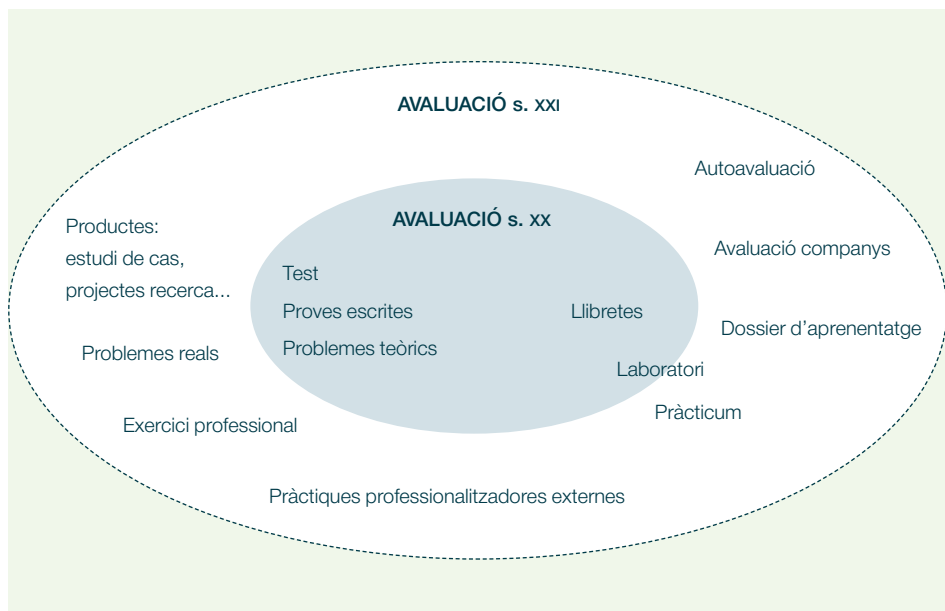 AVALUACIÓ s. XXI
Autoavaluació
AVALUACIÓ s. XX
Productes:
estudi de cas,
projectes recerca...
Avaluació companys
Test
Proves escrites
Llibretes
Dossier d’aprenentatge
Problemes teòrics
Problemes reals
Laboratori
Pràcticum
Exercici professional
Pràctiques professionalitzadores externes